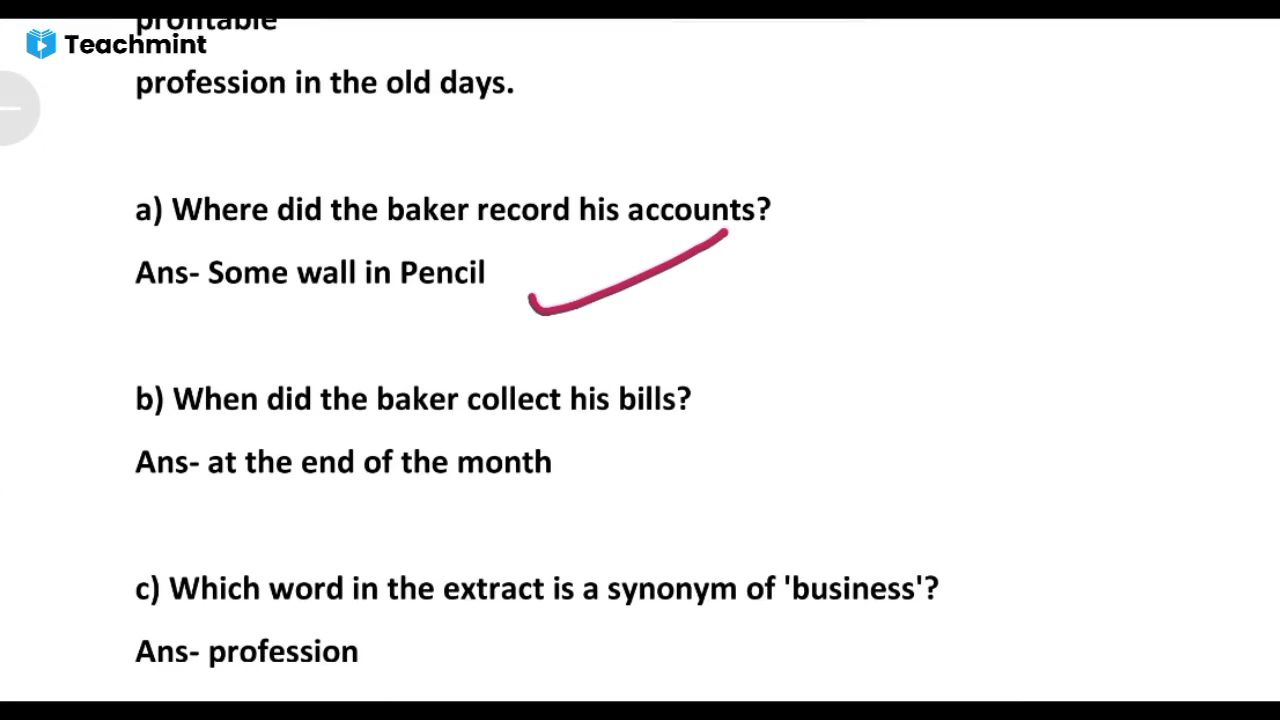 profitable
Teachmint
profession in the old days.
a) Where did the baker record his accounts?
Ans- Some wall in Pencil
b) When did the baker collect his bills?
Ans- at the end of the month
c) Which word in the extract is a synonym of 'business'?
Ans- profession